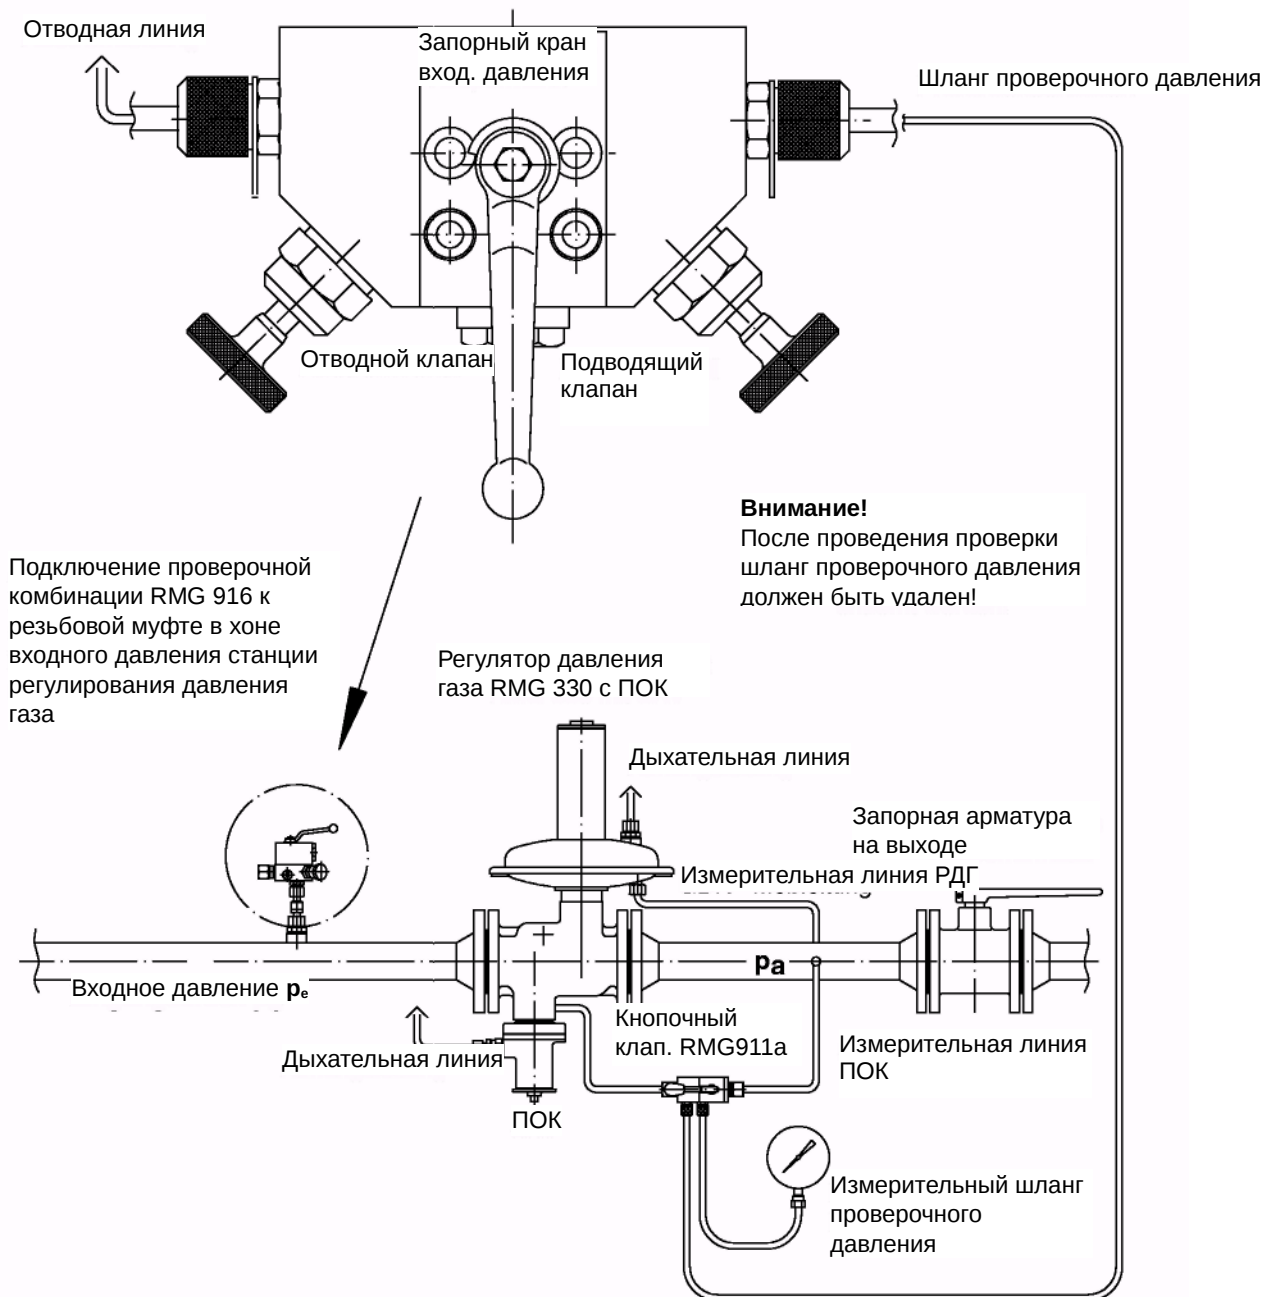 Отводная линия
Запорный кран
вход. давления
Шланг проверочного давления
Отводной клапан
Подводящий
клапан
Внимание!
После проведения проверки
шланг проверочного давления
должен быть удален!
Подключение проверочной
комбинации RMG 916 к
резьбовой муфте в хоне
входного давления станции
регулирования давления
газа
Регулятор давления
газа RMG 330 с ПОК
Дыхательная линия
Запорная арматура
на выходе
Измерительная линия РДГ
pa
Входное давление pe
Кнопочный
клап. RMG911a
Измерительная линия
ПОК
Дыхательная линия
ПОК
Измерительный шланг
проверочного
давления